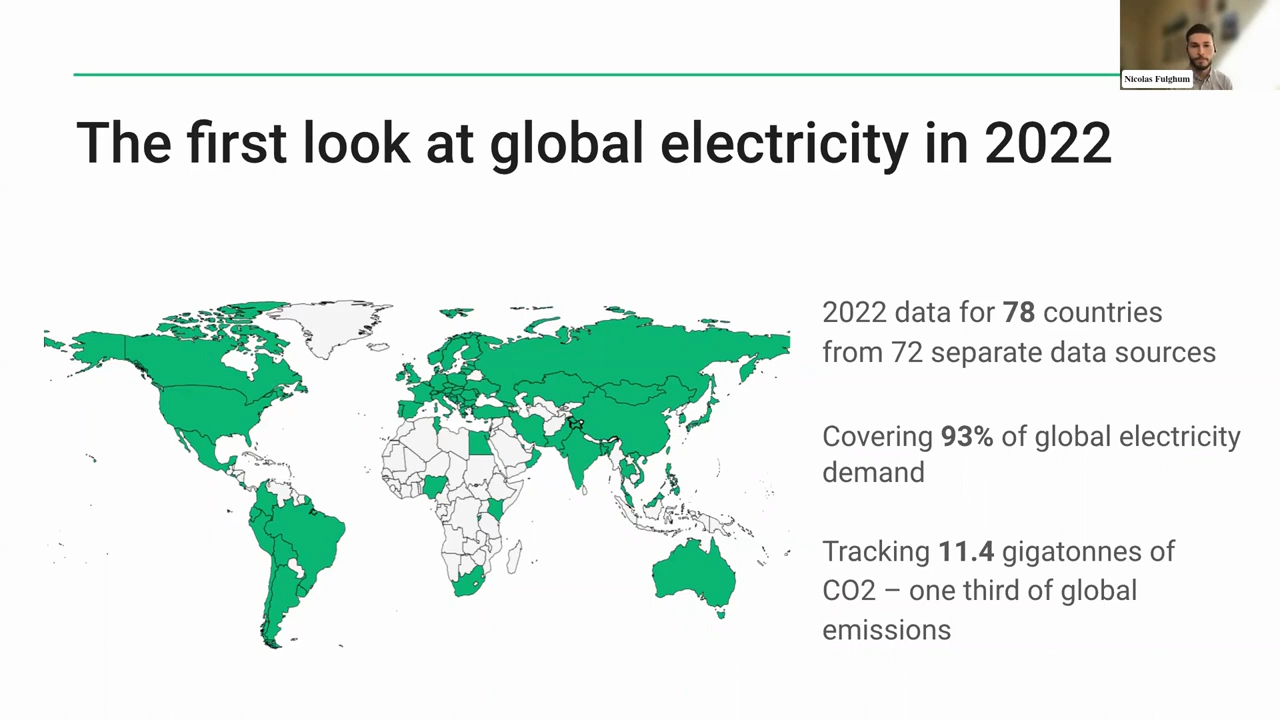 Nicolas Fulghum
The first look at global electricity in 2022
2022 data for 78 countries
from 72 separate data sources
Covering 93% of global electricity
demand
Tracking 11.4 gigatonnes of
CO2 – one third of global
emissions